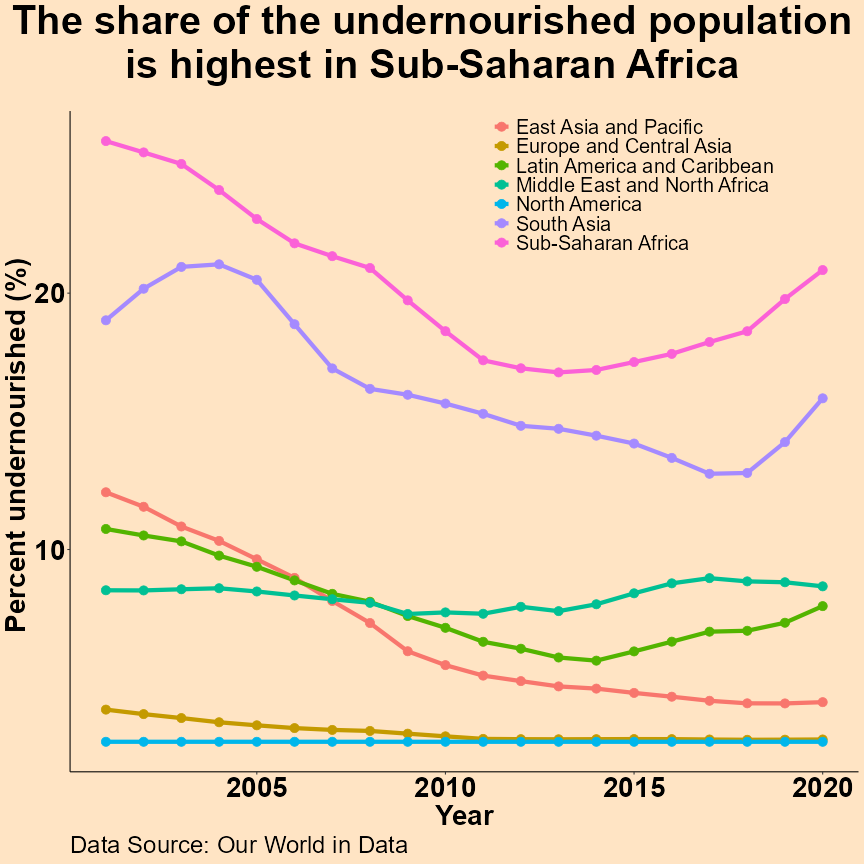 The share of the undernourished population
is highest in Sub-Saharan Africa
East Asia and Pacific
Europe and Central Asia
Latin America and Caribbean
Middle East and North Africa
North America
South Asia
Sub-Saharan Africa
Percent undernourished (%)
20
10
2005 2010 2015 2020
Year
Data Source: Our World in Data